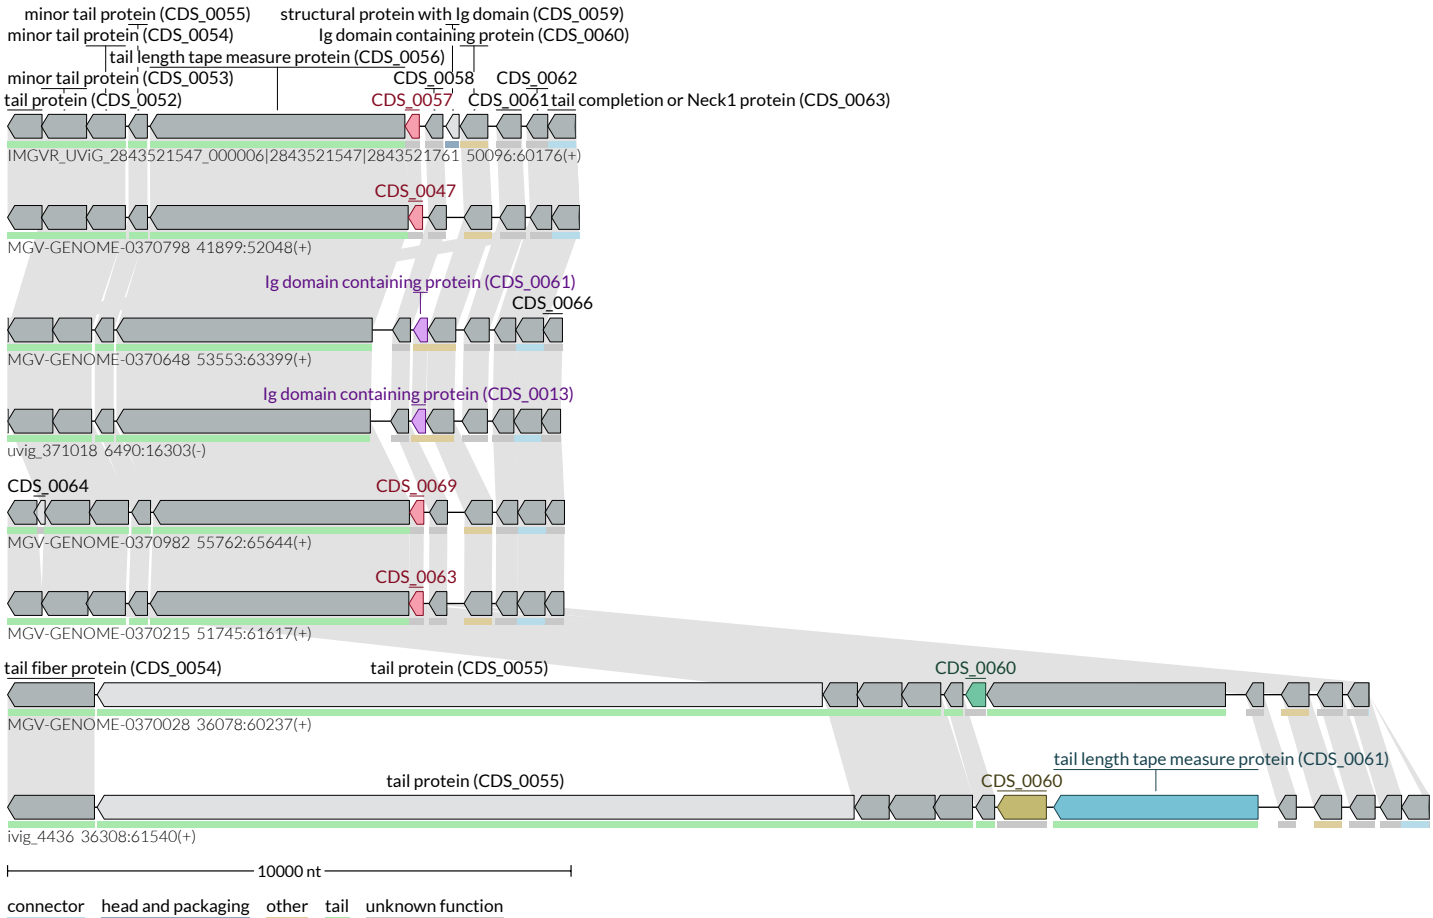 minor tail protein (CDS_0055) structural protein with Ig domain (CDS_0059)
minor tail protein (CDS_0054) Ig domain containing protein (CDS_0060)
tail length tape measure protein (CDS_0056)
minor tail protein (CDS_0053) CDS_0058 CDS_0062
tail protein (CDS_0052) CDS_0057 CDS_0061 tail completion or Neck1 protein (CDS_0063)
IMGVR_UViG_2843521547_000006|2843521547|2843521761 50096:60176(+)
CDS_0047
MGV-GENOME-0370798 41899:52048(+)
Ig domain containing protein (CDS_0061)
CDS_0066
MGV-GENOME-0370648 53553:63399(+)
Ig domain containing protein (CDS_0013)
uvig_371018 6490:16303(-)
CDS_0064 CDS_0069
MGV-GENOME-0370982 55762:65644(+)
CDS_0063
MGV-GENOME-0370215 51745:61617(+)
tail fiber protein (CDS_0054) tail protein (CDS_0055) CDS_0060
MGV-GENOME-0370028 36078:60237(+)
tail length tape measure protein (CDS_0061)
tail protein (CDS_0055) CDS_0060
ivig_4436 36308:61540(+)
10000 nt
connector head and packaging other tail unknown function